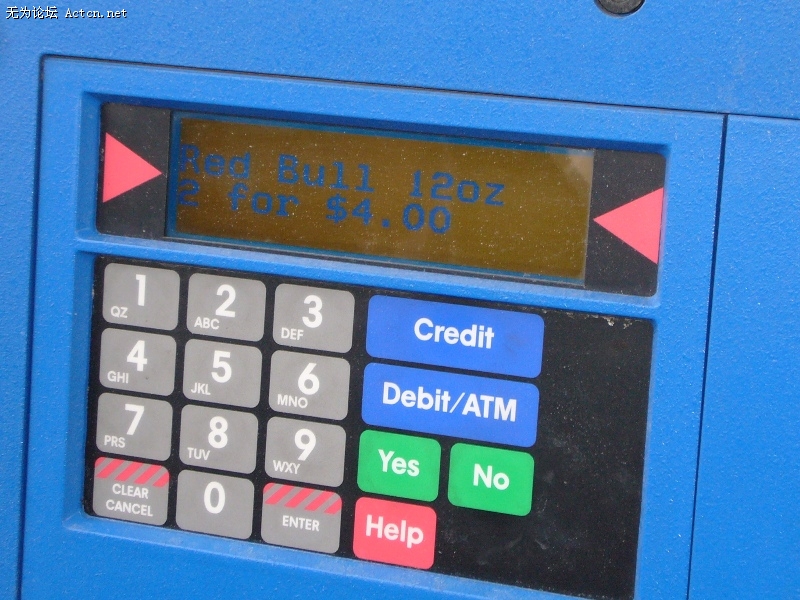 无为论坛 Actcn.net
Red Bull 12oz
2 for $4.00
1 QZ
2 ABC
3 DEF
Credit
4 GHI
5 JKL
6 MNO
Debit/ATM
7 PRS
8 TUV
9 WXY
Yes
No
CLEAR
CANCEL
0
ENTER
Help